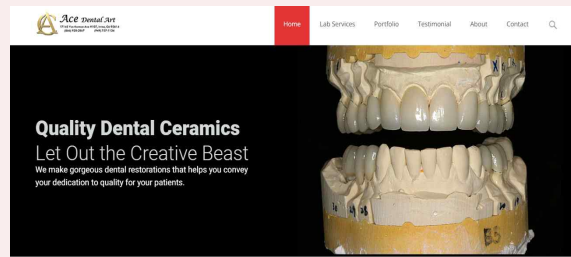 Ace Dental Art
Home
Lab Services
Portfolio
Testimonial
About
Contact
Quality Dental Ceramics
Let Out the Creative Beast
We make gorgeous dental restorations that helps you convey
your dedication to quality for your patients.